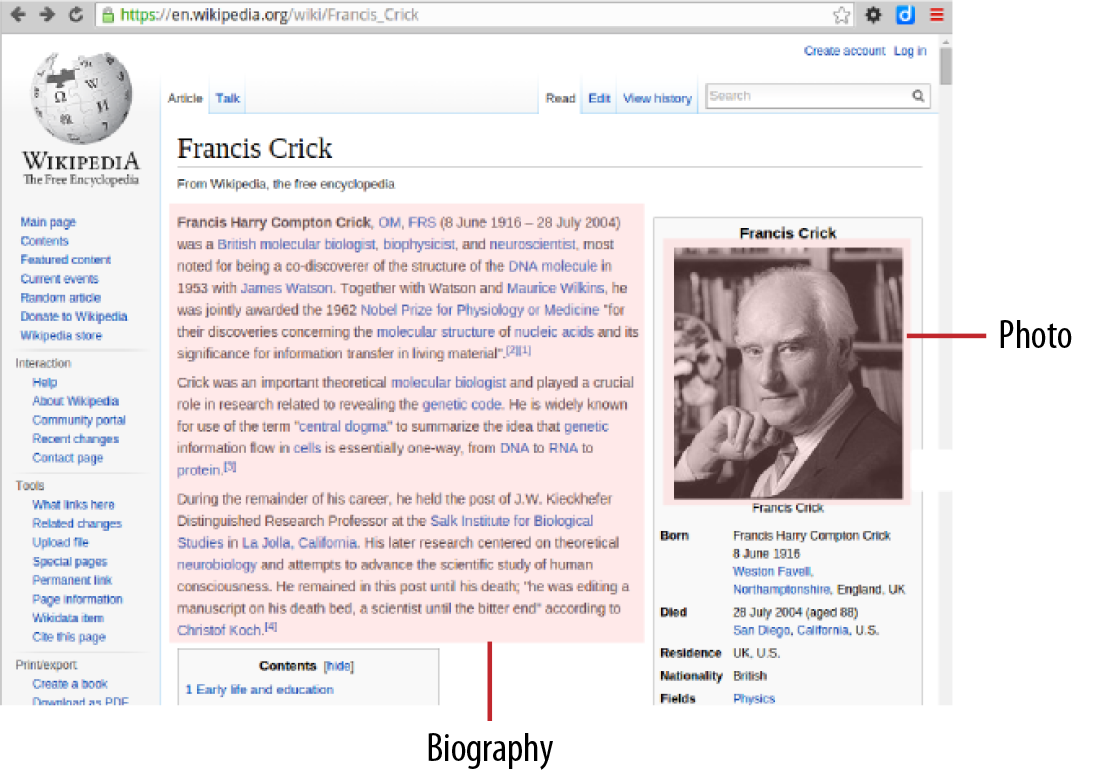 https://en.wikipedia.org/wiki/Francis_Crick
Create account Log in
Article Talk Read Edit View history Search
WIKIPEDIA
The Free Encyclopedia
Main page
Contents
Featured content
Current events
Random article
Donate to Wikipedia
Wikipedia store
Interaction
Help
About Wikipedia
Community portal
Recent changes
Contact page
Tools
What links here
Related changes
Upload file
Special pages
Permanent link
Page information
Wikidata item
Cite this page
Print/export
Create a book
Download as PDF
Francis Crick
From Wikipedia, the free encyclopedia
Francis Harry Compton Crick, OM, FRS (8 June 1916 – 28 July 2004)
was a British molecular biologist, biophysicist, and neuroscientist, most
noted for being a co-discoverer of the structure of the DNA molecule in
1953 with James Watson. Together with Watson and Maurice Wilkins, he
was jointly awarded the 1962 Nobel Prize for Physiology or Medicine "for
their discoveries concerning the molecular structure of nucleic acids and its
significance for information transfer in living material".[2][1]
Crick was an important theoretical molecular biologist and played a crucial
role in research related to revealing the genetic code. He is widely known
for use of the term "central dogma" to summarize the idea that genetic
information flow in cells is essentially one-way, from DNA to RNA to
protein.[3]
During the remainder of his career, he held the post of J.W. Kieckhefer
Distinguished Research Professor at the Salk Institute for Biological
Studies in La Jolla, California. His later research centered on theoretical
neurobiology and attempts to advance the scientific study of human
consciousness. He remained in this post until his death; "he was editing a
manuscript on his death bed, a scientist until the bitter end" according to
Christof Koch.[4]
Contents [hide]
1 Early life and education
Francis Crick
Francis Crick
Born Francis Harry Compton Crick
8 June 1916
Weston Favell,
Northamptonshire, England, UK
Died 28 July 2004 (aged 88)
San Diego, California, U.S.
Residence UK, U.S.
Nationality British
Fields Physics
Photo
Biography